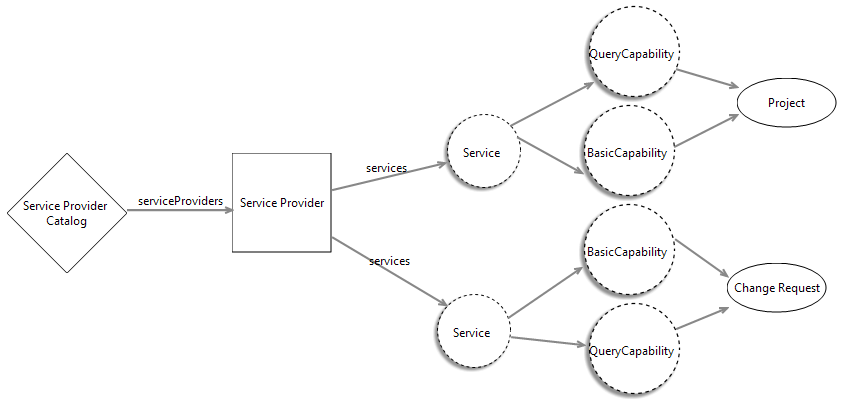 QueryCapability
Project
Service
BasicCapability
services
serviceProviders
Service Provider
Catalog
Service Provider
BasicCapability
services
Change Request
Service
QueryCapability